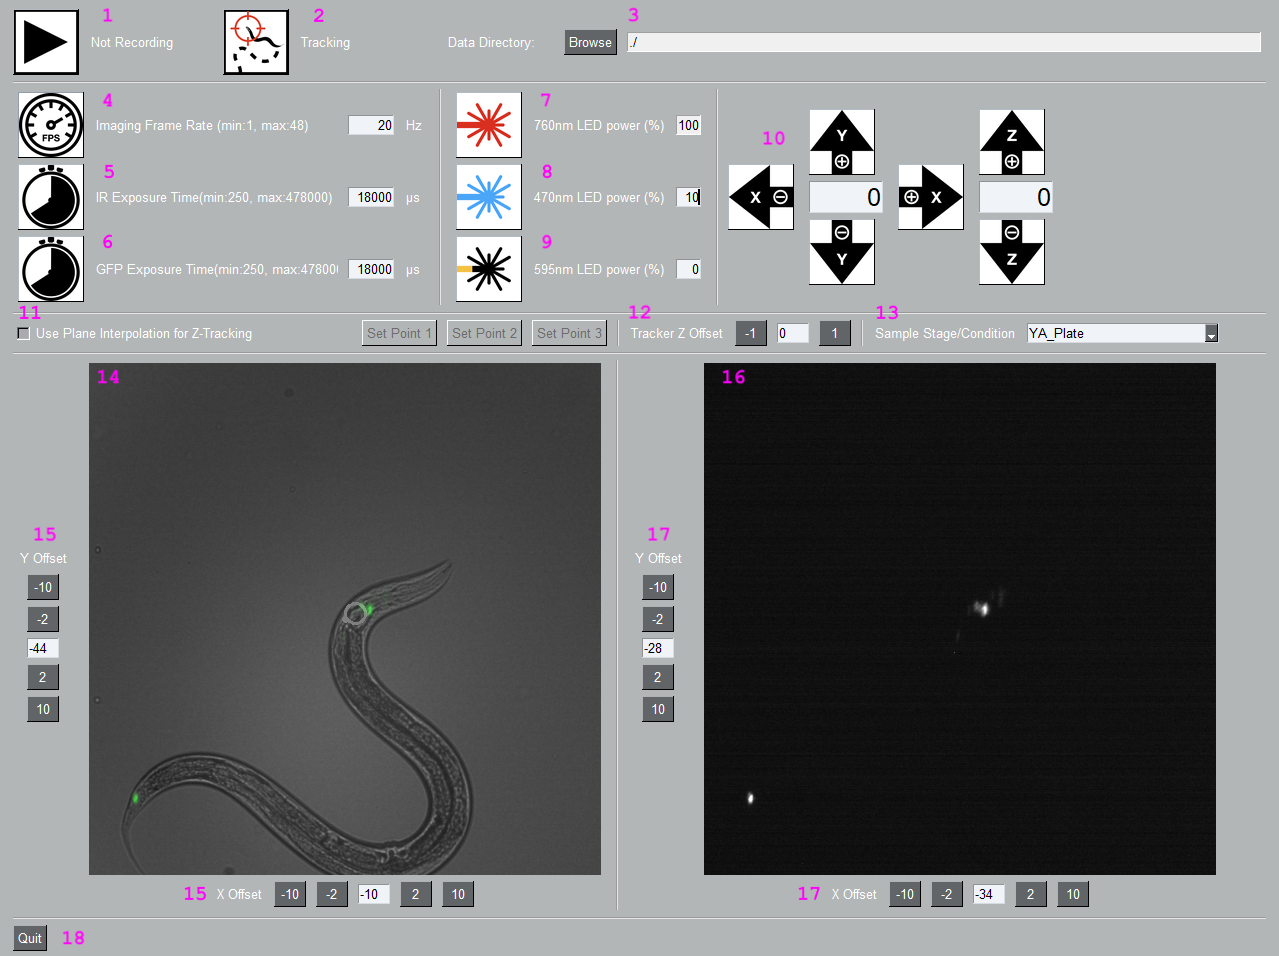 1 2 3
Not Recording Tracking Data Directory: Browse ./
4 7
FPS Imaging Frame Rate (min:1, max:48) 20 Hz 760nm LED power (%) 100 Y Z
10
5 8
IR Exposure Time(min:250, max:478000) 18000 µs 470nm LED power (%) 10 X 0 X 0
6 9
GFP Exposure Time(min:250, max:47800 18000 µs 595nm LED power (%) 0 Y Z
11 12 13
Use Plane Interpolation for Z-Tracking Set Point 1 Set Point 2 Set Point 3 Tracker Z Offset -1 0 1 Sample Stage/Condition YA_Plate
14 16
15 17
Y Offset Y Offset
-10 -10
-2 -2
-44 -28
2 2
10 10
15 X Offset -10 -2 -10 2 10 17 X Offset -10 -2 -34 2 10
Quit 18